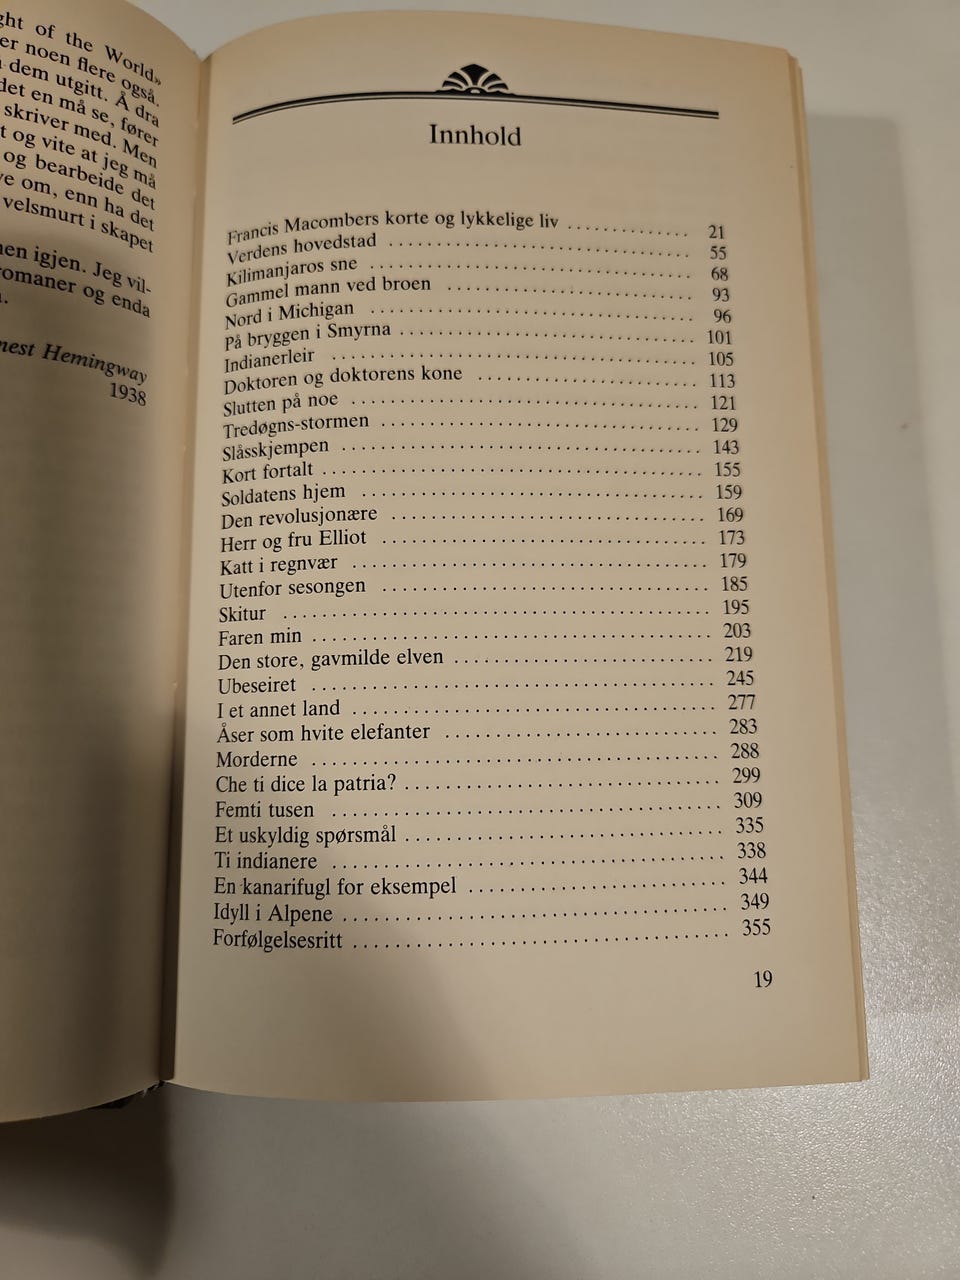 ght of the World»
er noen flere også.
dem utgitt. Å dra
det en må se, fører
skriver med. Men
t og vite at jeg må
og bearbeide det
ve om, enn ha det
velsmurt i skapet
nen igjen. Jeg vil-
romaner og enda
nest Hemingway
1938
Innhold
Francis Macombers korte og lykkelige liv . . . . . . . . . . . . . 21
Verdens hovedstad . . . . . . . . . . . . . . . . . . . . . . . . . . . . . . . 55
Kilimanjaros sne . . . . . . . . . . . . . . . . . . . . . . . . . . . . . . . . . 68
Gammel mann ved broen . . . . . . . . . . . . . . . . . . . . . . . . . . 93
Nord i Michigan . . . . . . . . . . . . . . . . . . . . . . . . . . . . . . . . . 96
På bryggen i Smyrna . . . . . . . . . . . . . . . . . . . . . . . . . . . . . . 101
Indianerleir . . . . . . . . . . . . . . . . . . . . . . . . . . . . . . . . . . . . . 105
Doktoren og doktorens kone . . . . . . . . . . . . . . . . . . . . . . . 113
Slutten på noe . . . . . . . . . . . . . . . . . . . . . . . . . . . . . . . . . . . 121
Tredøgns-stormen . . . . . . . . . . . . . . . . . . . . . . . . . . . . . . . . 129
Slåsskjempen . . . . . . . . . . . . . . . . . . . . . . . . . . . . . . . . . . . . 143
Kort fortalt . . . . . . . . . . . . . . . . . . . . . . . . . . . . . . . . . . . . . . 155
Soldatens hjem . . . . . . . . . . . . . . . . . . . . . . . . . . . . . . . . . . 159
Den revolusjonære . . . . . . . . . . . . . . . . . . . . . . . . . . . . . . . 169
Herr og fru Elliot . . . . . . . . . . . . . . . . . . . . . . . . . . . . . . . . 173
Katt i regnvær . . . . . . . . . . . . . . . . . . . . . . . . . . . . . . . . . . . 179
Utenfor sesongen . . . . . . . . . . . . . . . . . . . . . . . . . . . . . . . . 185
Skitur . . . . . . . . . . . . . . . . . . . . . . . . . . . . . . . . . . . . . . . . . . 195
Faren min . . . . . . . . . . . . . . . . . . . . . . . . . . . . . . . . . . . . . . . 203
Den store, gavmilde elven . . . . . . . . . . . . . . . . . . . . . . . . . . 219
Ubeseiret . . . . . . . . . . . . . . . . . . . . . . . . . . . . . . . . . . . . . . . 245
I et annet land . . . . . . . . . . . . . . . . . . . . . . . . . . . . . . . . . . . 277
Åser som hvite elefanter . . . . . . . . . . . . . . . . . . . . . . . . . . . 283
Morderne . . . . . . . . . . . . . . . . . . . . . . . . . . . . . . . . . . . . . . . 288
Che ti dice la patria? . . . . . . . . . . . . . . . . . . . . . . . . . . . . . . 299
Femti tusen . . . . . . . . . . . . . . . . . . . . . . . . . . . . . . . . . . . . . 309
Et uskyldig spørsmål . . . . . . . . . . . . . . . . . . . . . . . . . . . . . . 335
Ti indianere . . . . . . . . . . . . . . . . . . . . . . . . . . . . . . . . . . . . . 338
En kanarifugl for eksempel . . . . . . . . . . . . . . . . . . . . . . . . 344
Idyll i Alpene . . . . . . . . . . . . . . . . . . . . . . . . . . . . . . . . . . . . 349
Forfølgelsesritt . . . . . . . . . . . . . . . . . . . . . . . . . . . . . . . . . . . 355
19